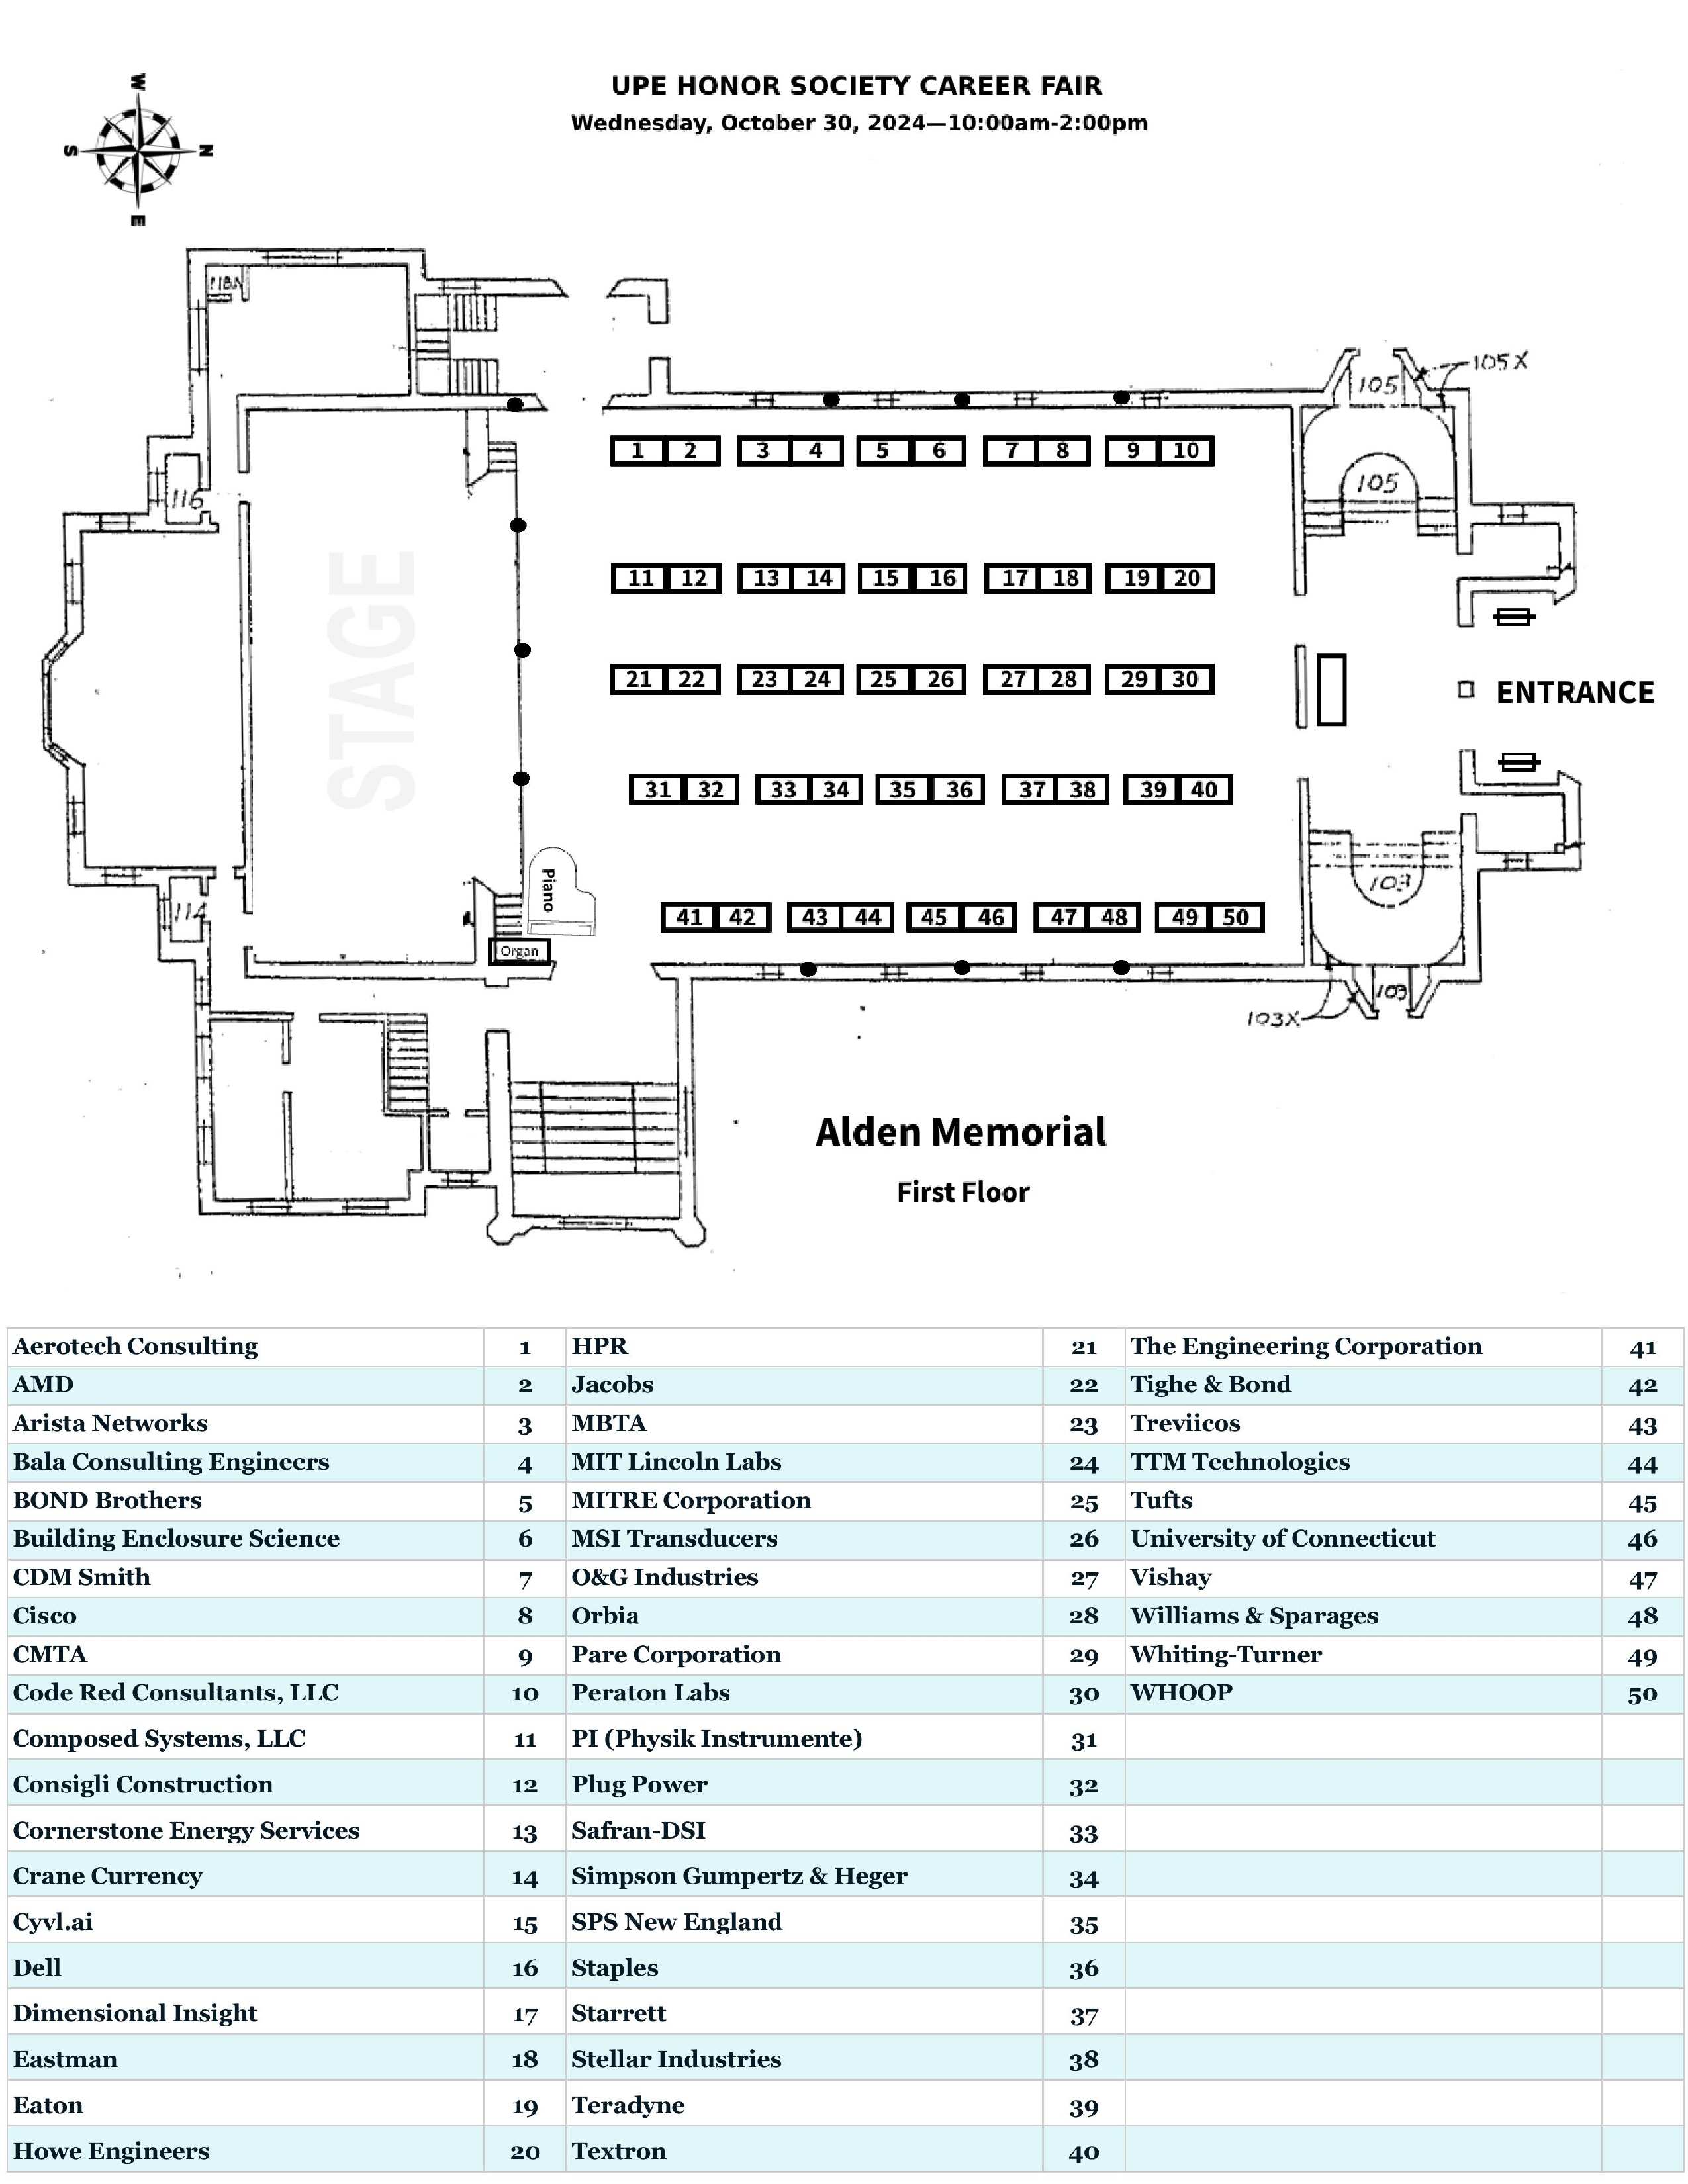 UPE HONOR SOCIETY CAREER FAIR
Wednesday, October 30, 2024—10:00am-2:00pm
W
S N
E
118A
105X
105
105
116
1 2 3 4 5 6 7 8 9 10
11 12 13 14 15 16 17 18 19 20
STAGE
21 22 23 24 25 26 27 28 29 30
ENTRANCE
31 32 33 34 35 36 37 38 39 40
Piano
103
114
41 42 43 44 45 46 47 48 49 50
Organ
103
103X
Alden Memorial
First Floor
Aerotech Consulting 1 HPR 21 The Engineering Corporation 41
AMD 2 Jacobs 22 Tighe & Bond 42
Arista Networks 3 MBTA 23 Treviicos 43
Bala Consulting Engineers 4 MIT Lincoln Labs 24 TTM Technologies 44
BOND Brothers 5 MITRE Corporation 25 Tufts 45
Building Enclosure Science 6 MSI Transducers 26 University of Connecticut 46
CDM Smith 7 O&G Industries 27 Vishay 47
Cisco 8 Orbia 28 Williams & Sparages 48
CMTA 9 Pare Corporation 29 Whiting-Turner 49
Code Red Consultants, LLC 10 Peraton Labs 30 WHOOP 50
Composed Systems, LLC 11 PI (Physik Instrumente) 31
Consigli Construction 12 Plug Power 32
Cornerstone Energy Services 13 Safran-DSI 33
Crane Currency 14 Simpson Gumpertz & Heger 34
Cyvl.ai 15 SPS New England 35
Dell 16 Staples 36
Dimensional Insight 17 Starrett 37
Eastman 18 Stellar Industries 38
Eaton 19 Teradyne 39
Howe Engineers 20 Textron 40